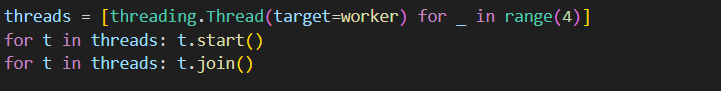 threads = [threading.Thread(target=worker) for _ in range(4)]
for t in threads: t.start()
for t in threads: t.join()